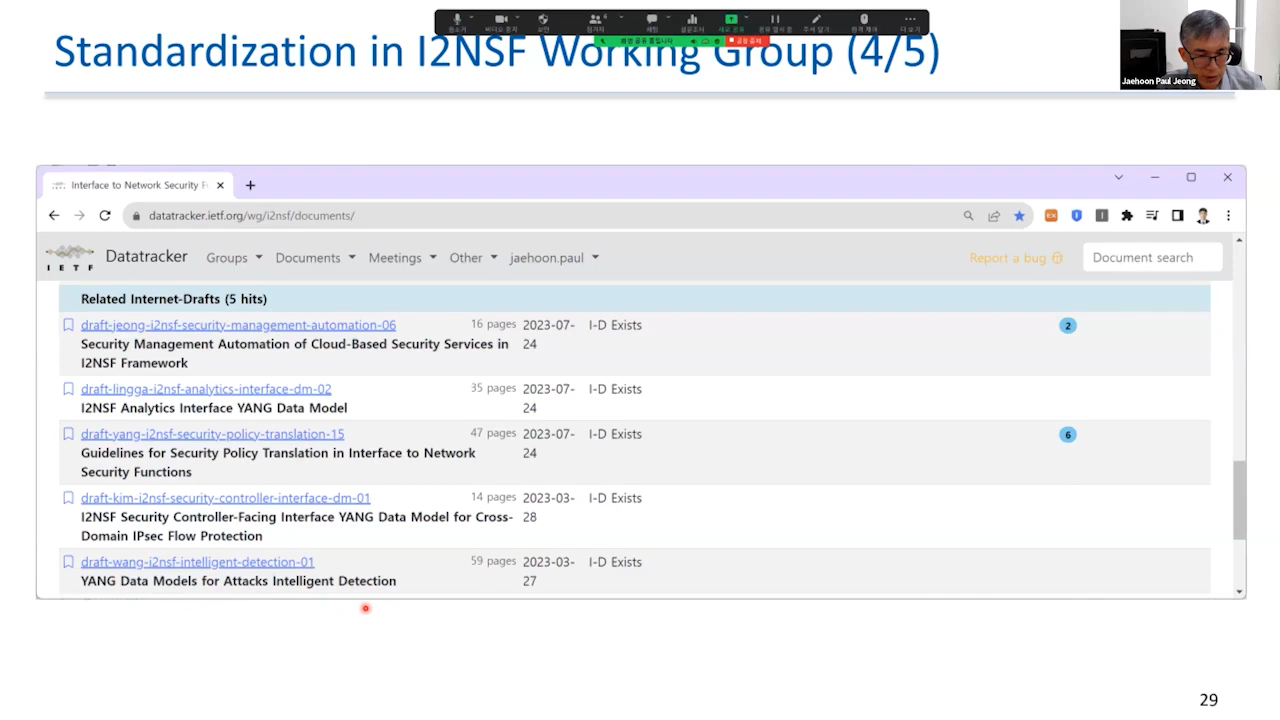 Standardization in I2NSF Working Group (4/5)
Jaehoon Paul Jeong
Interface to Network Security F
datatracker.ietf.org/wg/i2nsf/documents/
I E T F
Datatracker
Groups
Documents
Meetings
Other
jaehoon.paul
Report a bug
Document search
Related Internet-Drafts (5 hits)
draft-jeong-i2nsf-security-management-automation-06 16 pages 2023-07- I-D Exists 2
Security Management Automation of Cloud-Based Security Services in 24
I2NSF Framework
draft-lingga-i2nsf-analytics-interface-dm-02 35 pages 2023-07- I-D Exists
I2NSF Analytics Interface YANG Data Model 24
draft-yang-i2nsf-security-policy-translation-15 47 pages 2023-07- I-D Exists 6
Guidelines for Security Policy Translation in Interface to Network 24
Security Functions
draft-kim-i2nsf-security-controller-interface-dm-01 14 pages 2023-03- I-D Exists
I2NSF Security Controller-Facing Interface YANG Data Model for Cross- 28
Domain IPsec Flow Protection
draft-wang-i2nsf-intelligent-detection-01 59 pages 2023-03- I-D Exists
YANG Data Models for Attacks Intelligent Detection 27
29